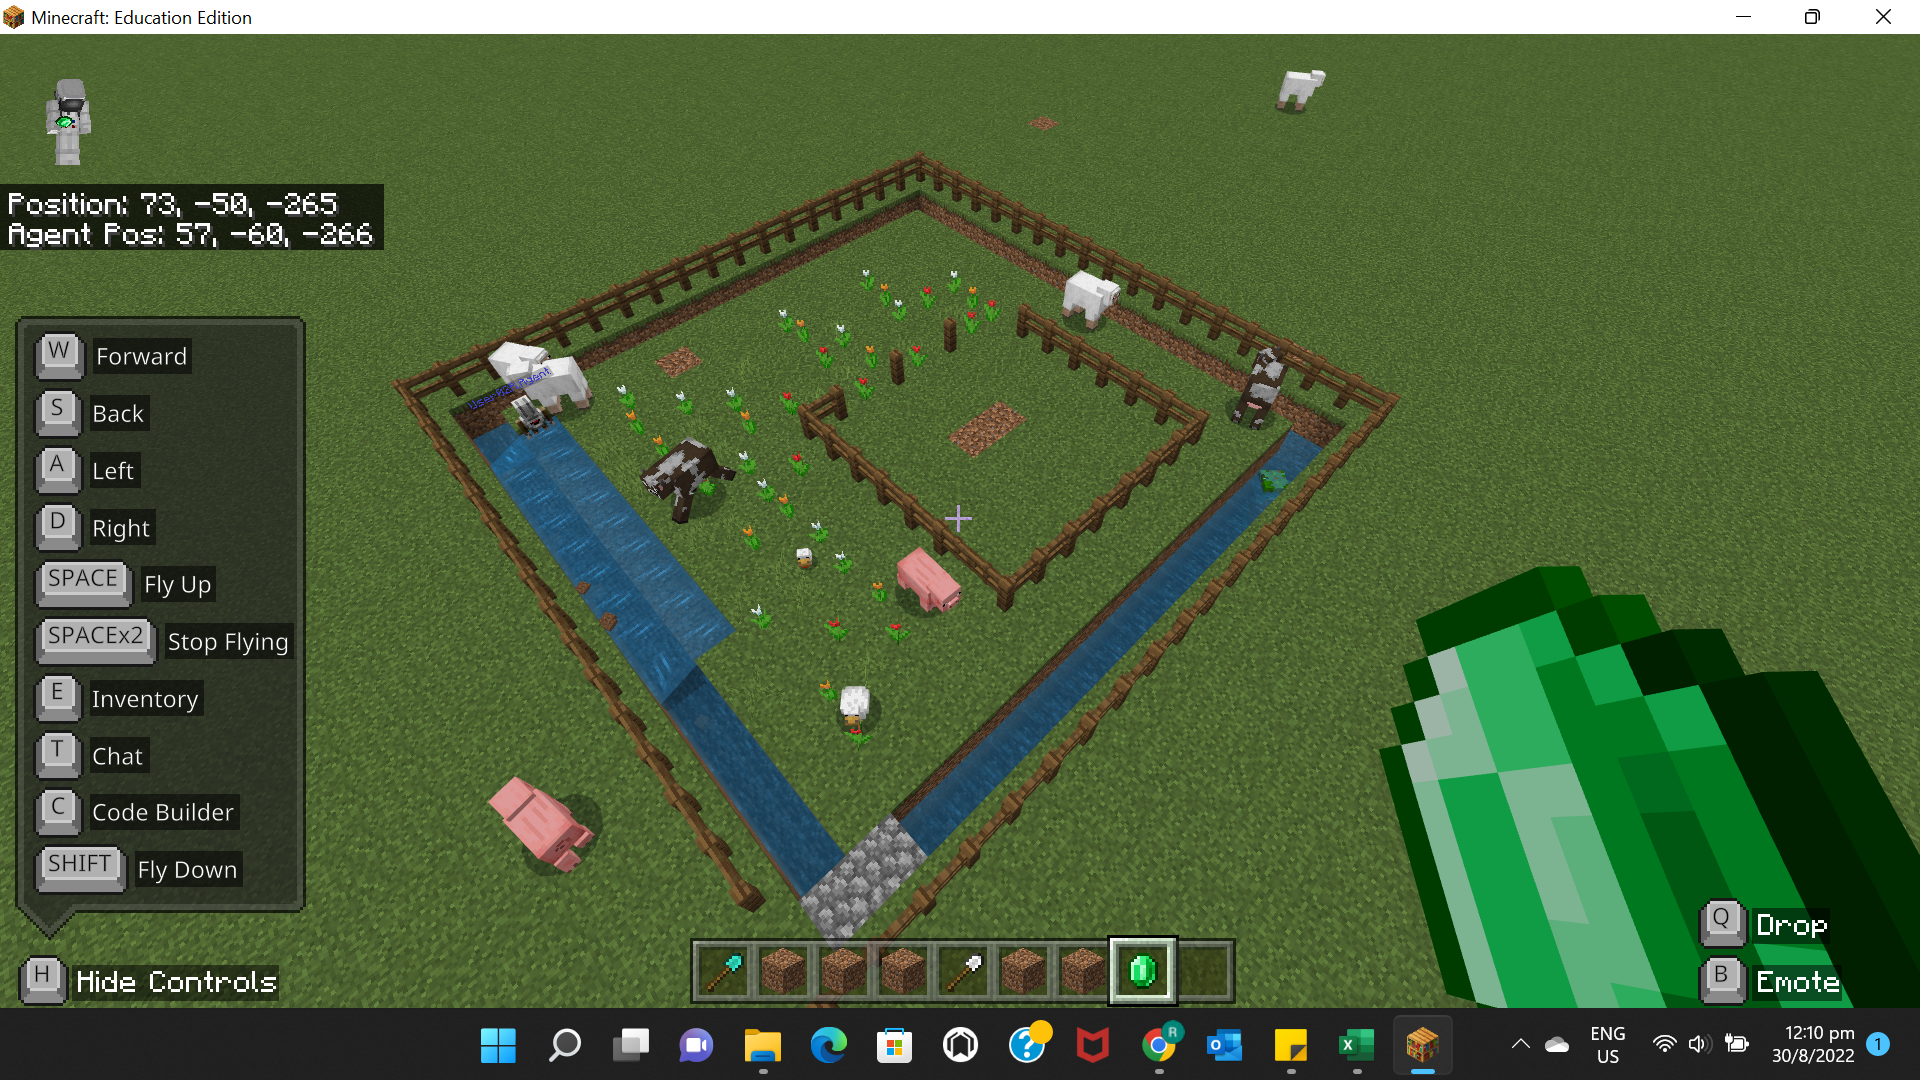 Minecraft: Education Edition
Position: 73, -50, -265
Agent Pos: 57, -60, -266
W Forward
S Back
A Left
D Right
SPACE Fly Up
SPACEx2 Stop Flying
E Inventory
T Chat
C Code Builder
SHIFT Fly Down
H Hide Controls
Q Drop
B Emote
R
ENG
US
12:10 pm
30/8/2022
1